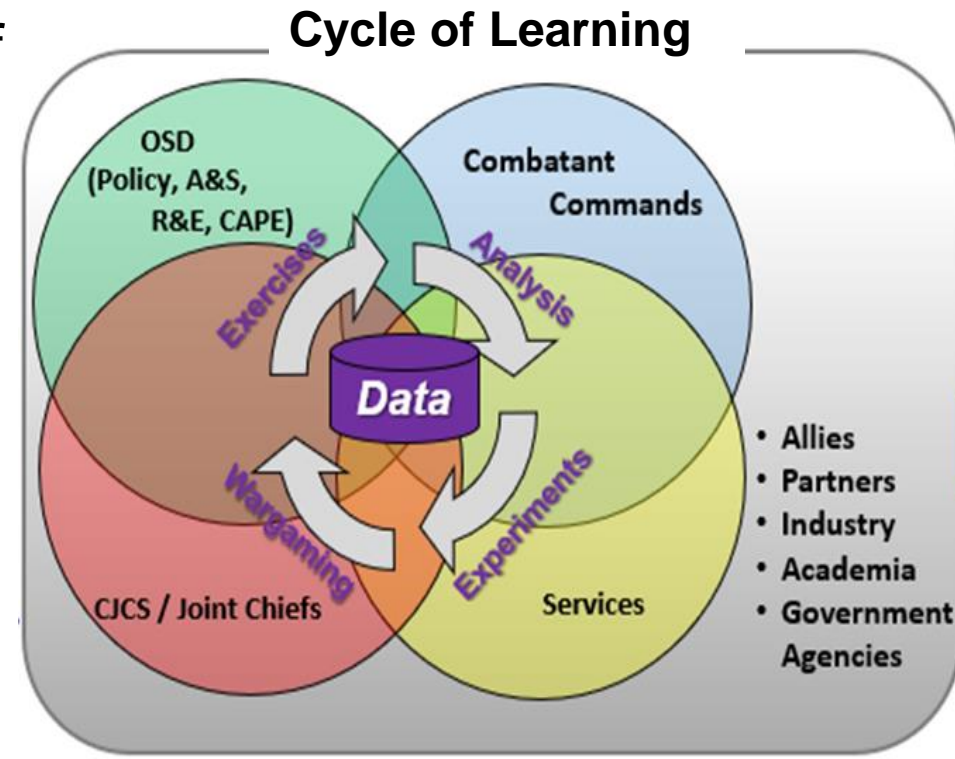 Cycle of Learning
OSD
(Policy, A&S,
R&E, CAPE)
Combatant
Commands
Exercises
Analysis
Data
Wargaming
Experiments
CJCS / Joint Chiefs
Services
• Allies
• Partners
• Industry
• Academia
• Government
Agencies